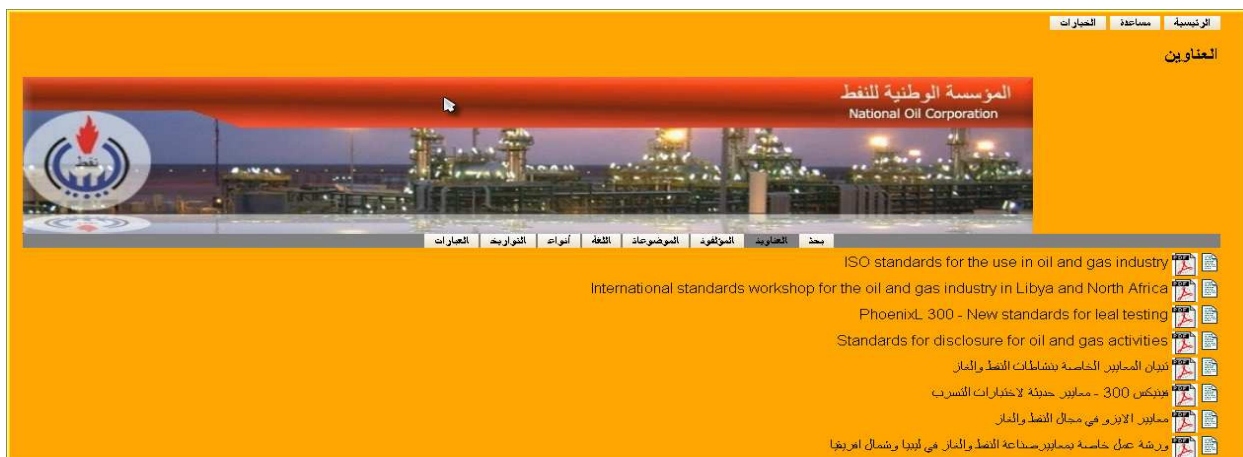 الرئيسية مساعدة الخيارات
العناوين
المؤسسة الوطنية للنفط
National Oil Corporation
نفط
بحث العناوين المؤلفون الموضوعات اللغة أنواع التواريخ العبارات
ISO standards for the use in oil and gas industry
International standards workshop for the oil and gas industry in Libya and North Africa
PhoenixL 300 - New standards for leal testing
Standards for disclosure for oil and gas activities
تبيان المعايير الخاصة بنشاطات النفط والغاز
فينيكس 300 - معايير حديثة لاختبارات التسرب
معايير الايزو في مجال النفط والغاز
ورشة عمل خاصة بمعايير صناعة النفط والغاز في ليبيا وشمال افريقيا